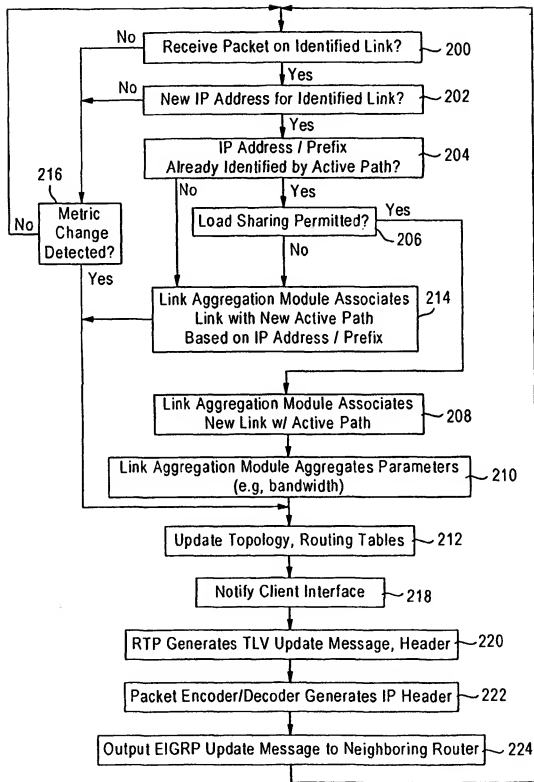 No
Receive Packet on Identified Link?
200
Yes
No
New IP Address for Identified Link?
202
Yes
IP Address / Prefix
Already Identified by Active Path?
204
216
No
Yes
Yes
Metric
Change
Detected?
No
Load Sharing Permitted?
206
Yes
No
Link Aggregation Module Associates
Link with New Active Path
Based on IP Address / Prefix
214
Link Aggregation Module Associates
New Link w/ Active Path
208
Link Aggregation Module Aggregates Parameters
(e.g, bandwidth)
210
Update Topology, Routing Tables
212
Notify Client Interface
218
RTP Generates TLV Update Message, Header
220
Packet Encoder/Decoder Generates IP Header
222
Output EIGRP Update Message to Neighboring Router
224